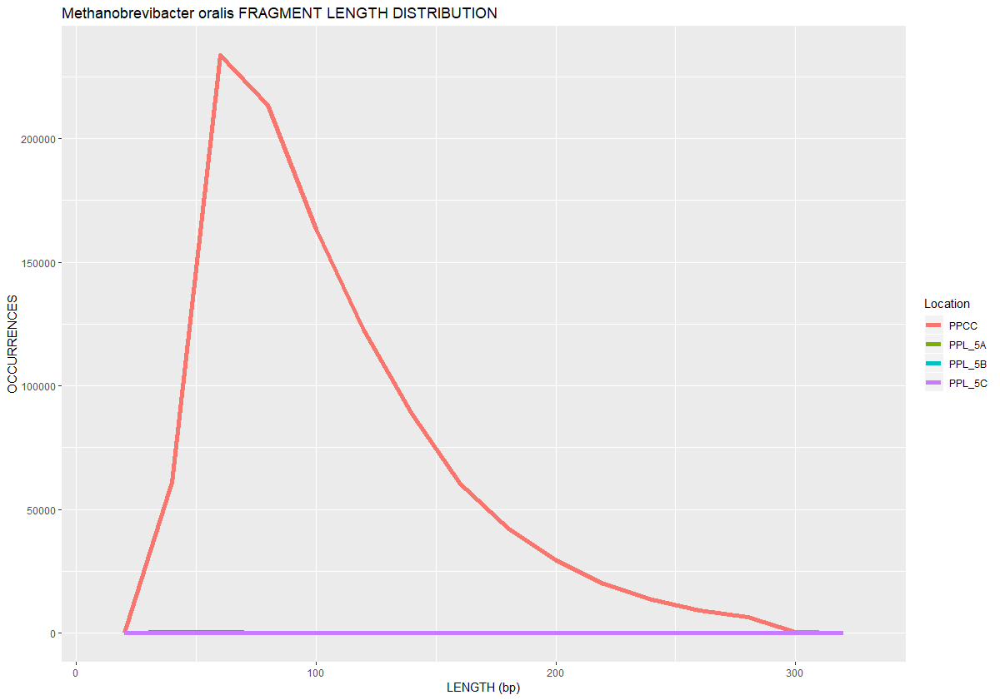 Methanobrevibacter oralis FRAGMENT LENGTH DISTRIBUTION
OCCURRENCES
200000
150000
100000
50000
0
0 100 200 300
LENGTH (bp)
Location
PPCC
PPL_5A
PPL_5B
PPL_5C